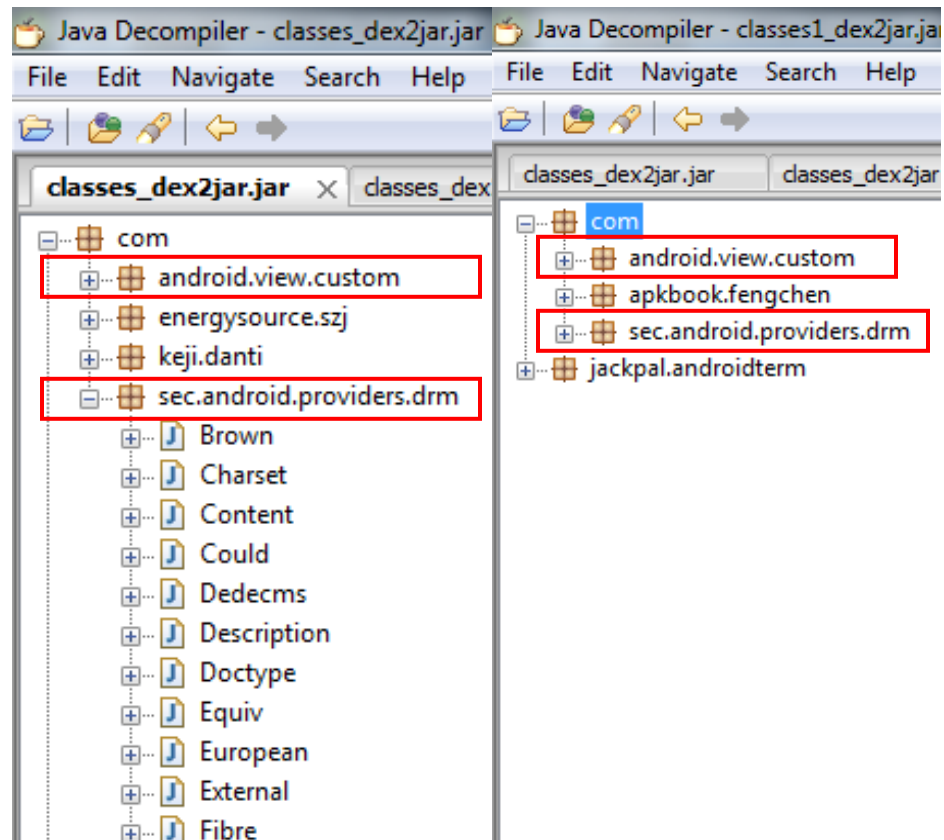 Java Decompiler - classes_dex2jar.jar
File Edit Navigate Search Help
classes_dex2jar.jar classes_dex
com
android.view.custom
energysource.szj
keji.danti
sec.android.providers.drm
Brown
Charset
Content
Could
Dedecms
Description
Doctype
Equiv
European
External
Fibre
Java Decompiler - classes1_dex2jar.jar
File Edit Navigate Search Help
classes_dex2jar.jar classes_dex2jar
com
android.view.custom
apkbook.fengchen
sec.android.providers.drm
jackpal.androidterm